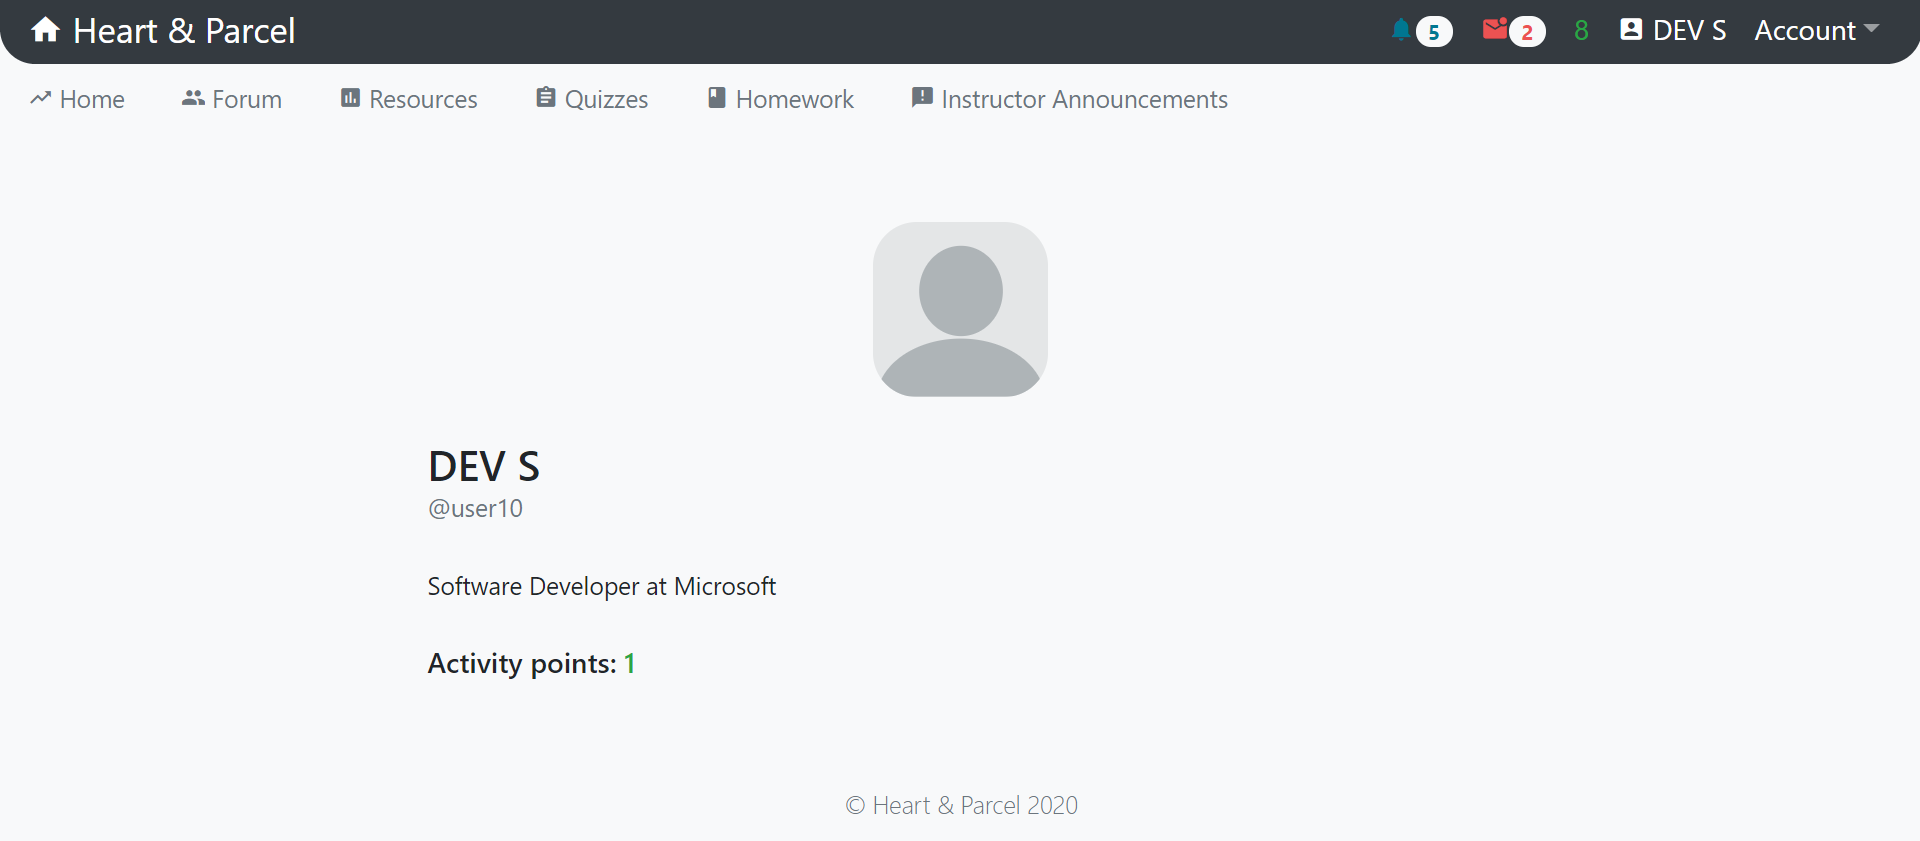 Heart & Parcel 5 2 8 DEV S Account
Home Forum Resources Quizzes Homework Instructor Announcements
DEV S
@user10
Software Developer at Microsoft
Activity points: 1
© Heart & Parcel 2020